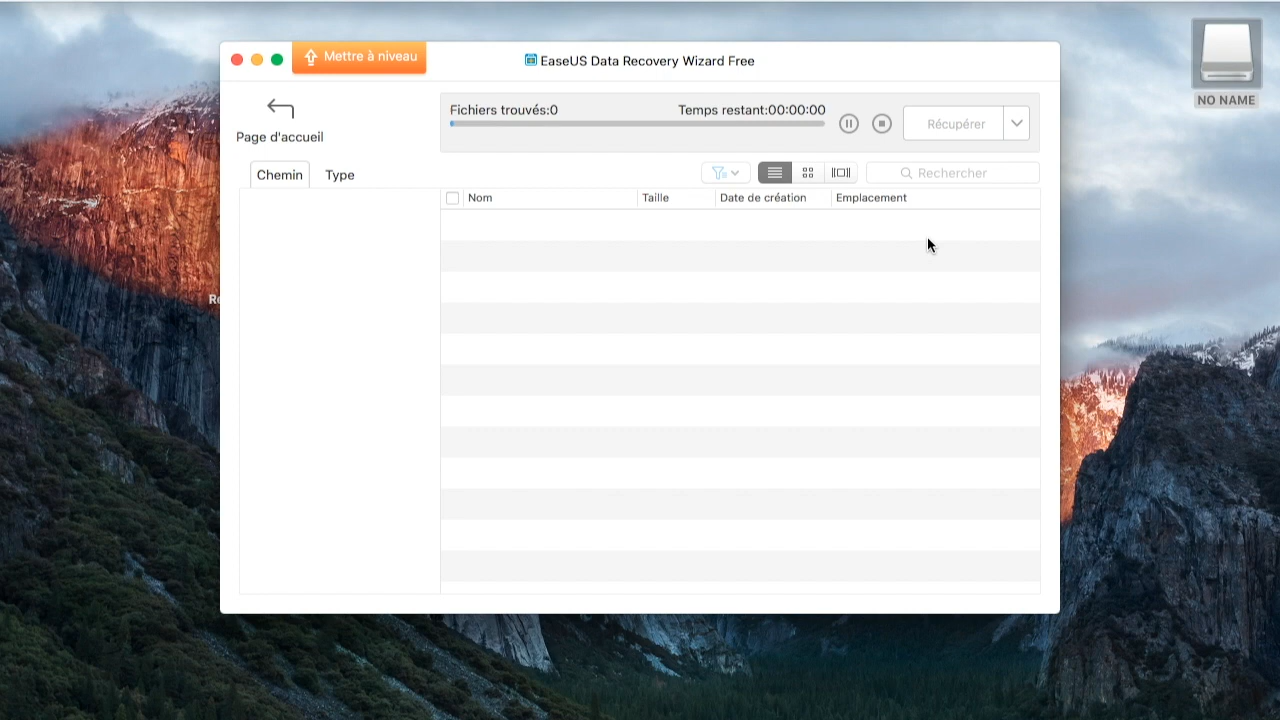 Mettre à niveau
EaseUS Data Recovery Wizard Free
NO NAME
Page d'accueil
Fichiers trouvés:0
Temps restant:00:00:00
Récupérer
Chemin
Type
Rechercher
Nom
Taille
Date de création
Emplacement